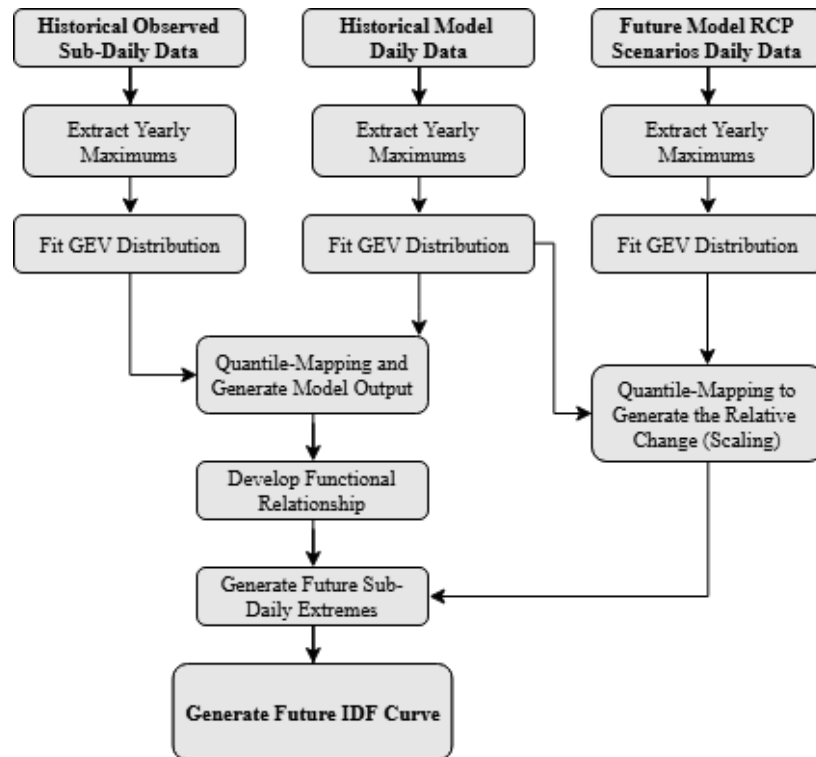 Historical Observed
Sub-Daily Data
Historical Model
Daily Data
Future Model RCP
Scenarios Daily Data
Extract Yearly
Maximums
Extract Yearly
Maximums
Extract Yearly
Maximums
Fit GEV Distribution
Fit GEV Distribution
Fit GEV Distribution
Quantile-Mapping and
Generate Model Output
Quantile-Mapping to
Generate the Relative
Change (Scaling)
Develop Functional
Relationship
Generate Future Sub-
Daily Extremes
Generate Future IDF Curve